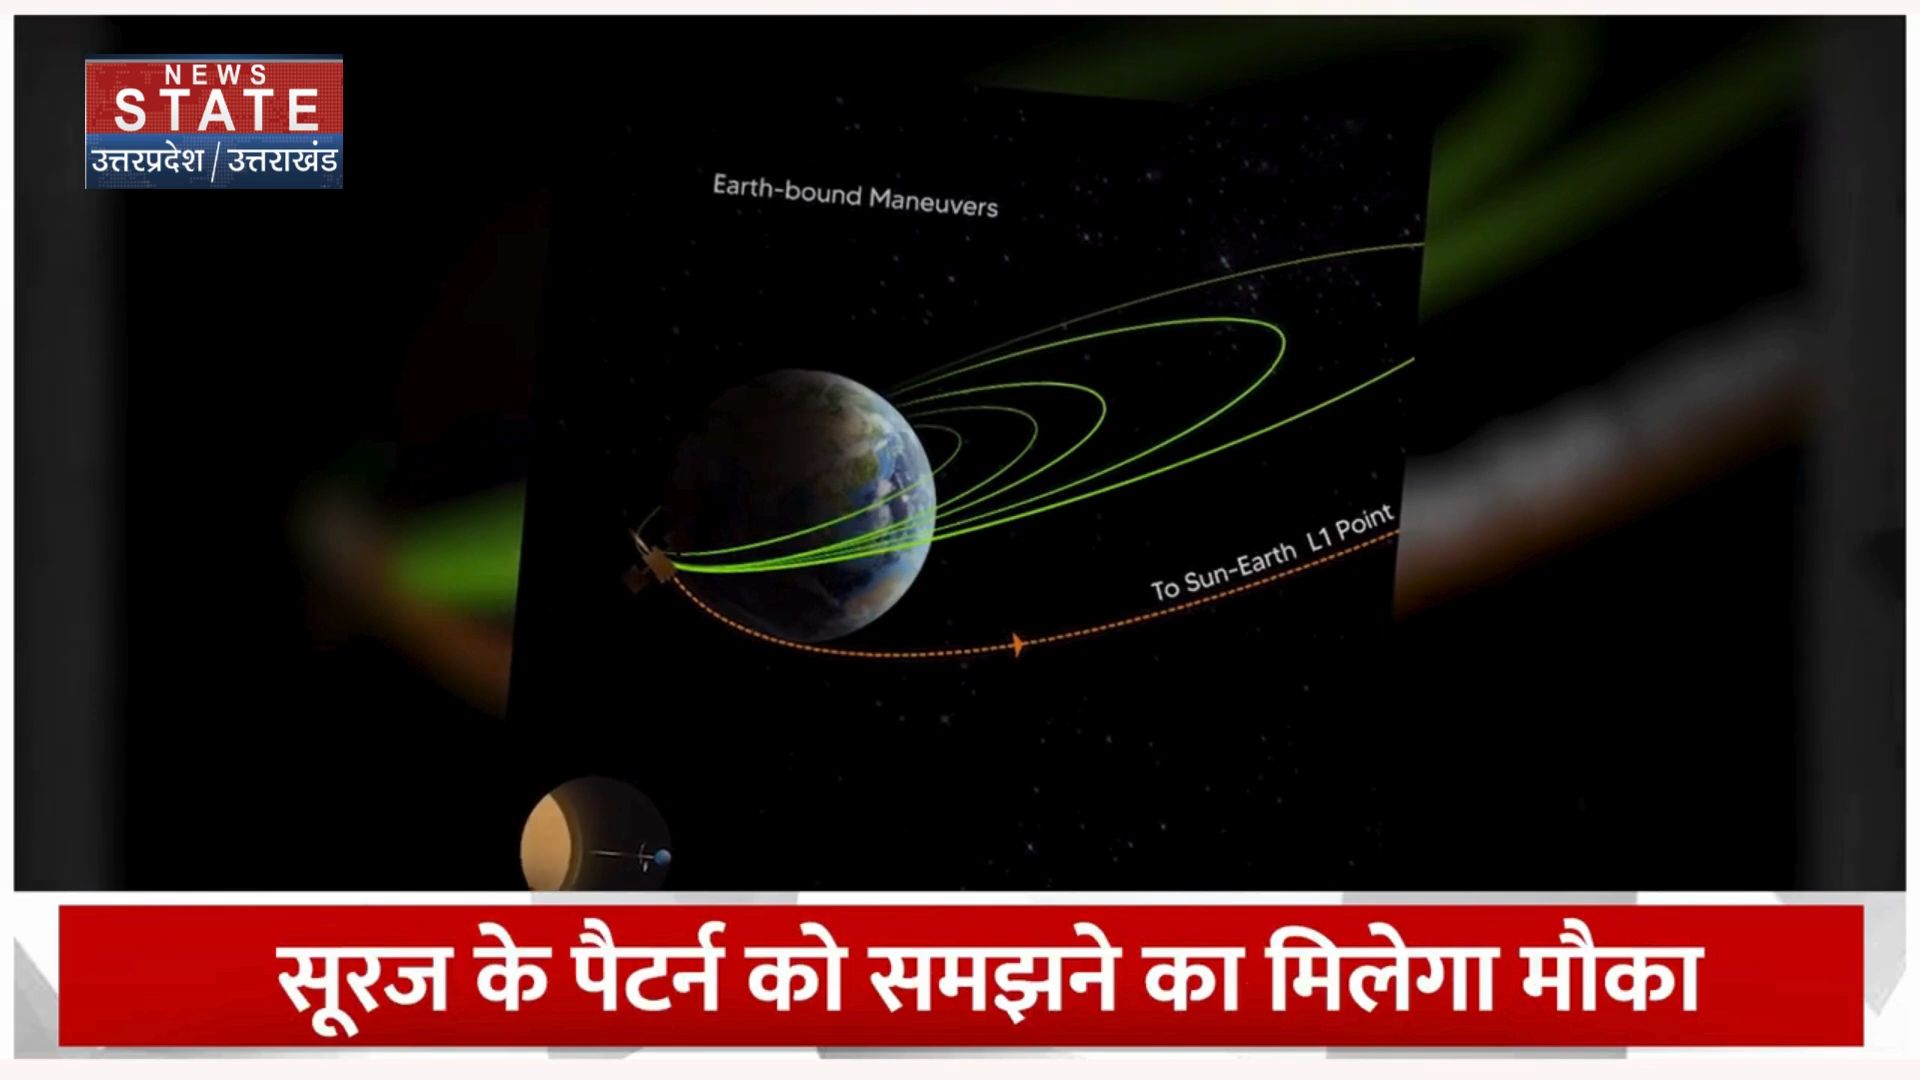 NEWS
STATE
उत्तरप्रदेश/उत्तराखंड
Earth-bound Maneuvers
To Sun-Earth L1 Point
सूरज के पैटर्न को समझने का मिलेगा मौका